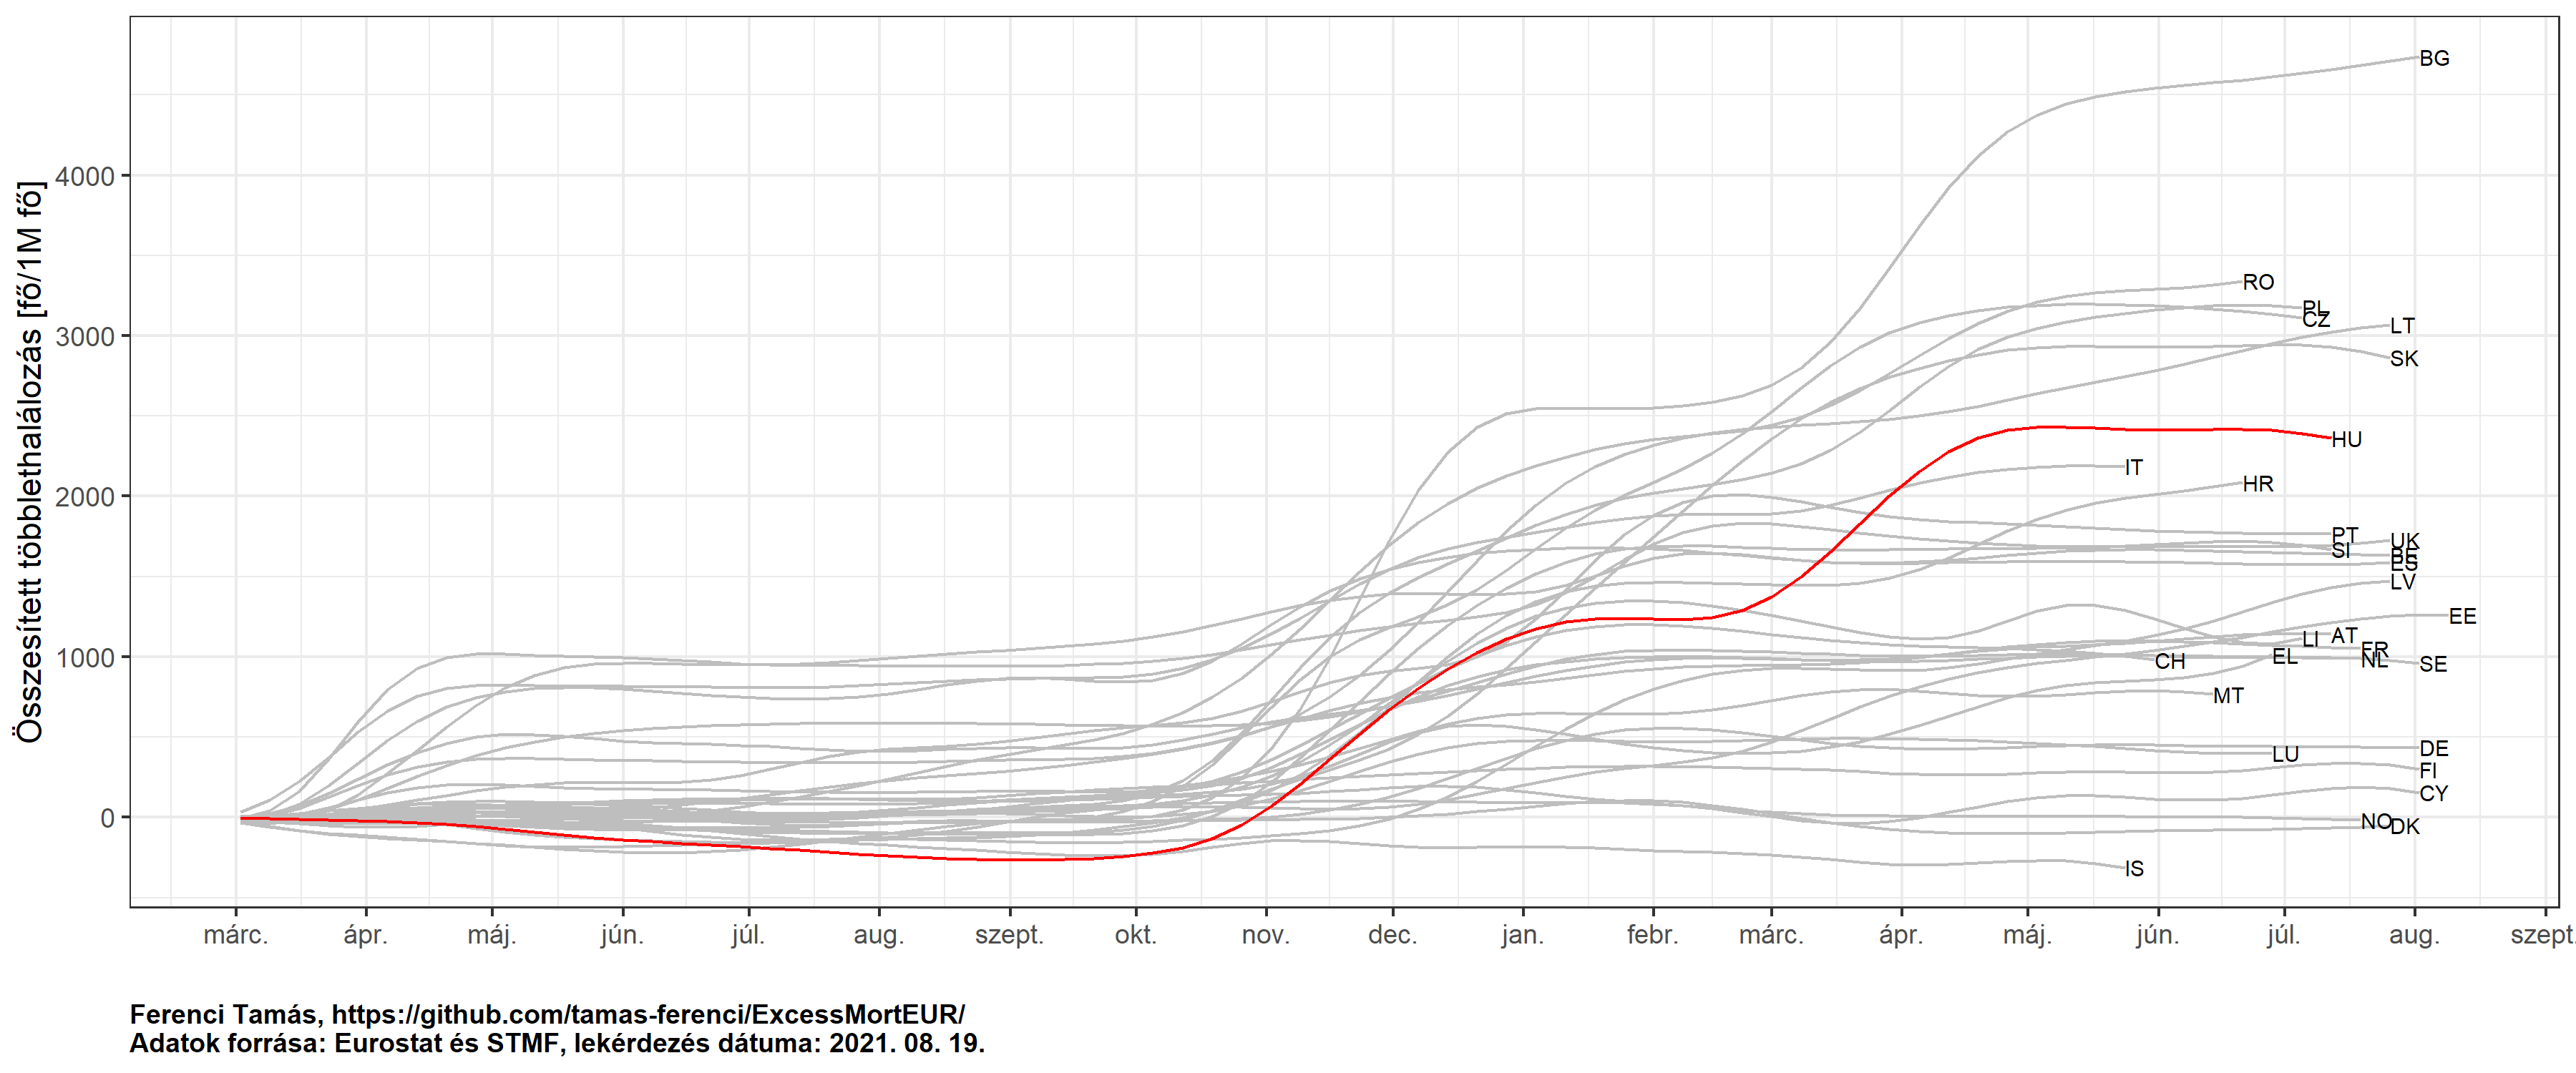 Összesített többlethalálozás [fő/1M fő]
4000
3000
2000
1000
0
BG
RO
PL
CZ
LT
SK
HU
IT
HR
PT
UK
SI
BE
ES
LV
EE
AT
LI
FR
EL
NL
CH
SE
MT
DE
LU
FI
CY
NO
DK
IS
márc. ápr. máj. jún. júl. aug. szept. okt. nov. dec. jan. febr. márc. ápr. máj. jún. júl. aug. szept.
Ferenci Tamás, https://github.com/tamas-ferenci/ExcessMortEUR/
Adatok forrása: Eurostat és STMF, lekérdezés dátuma: 2021. 08. 19.